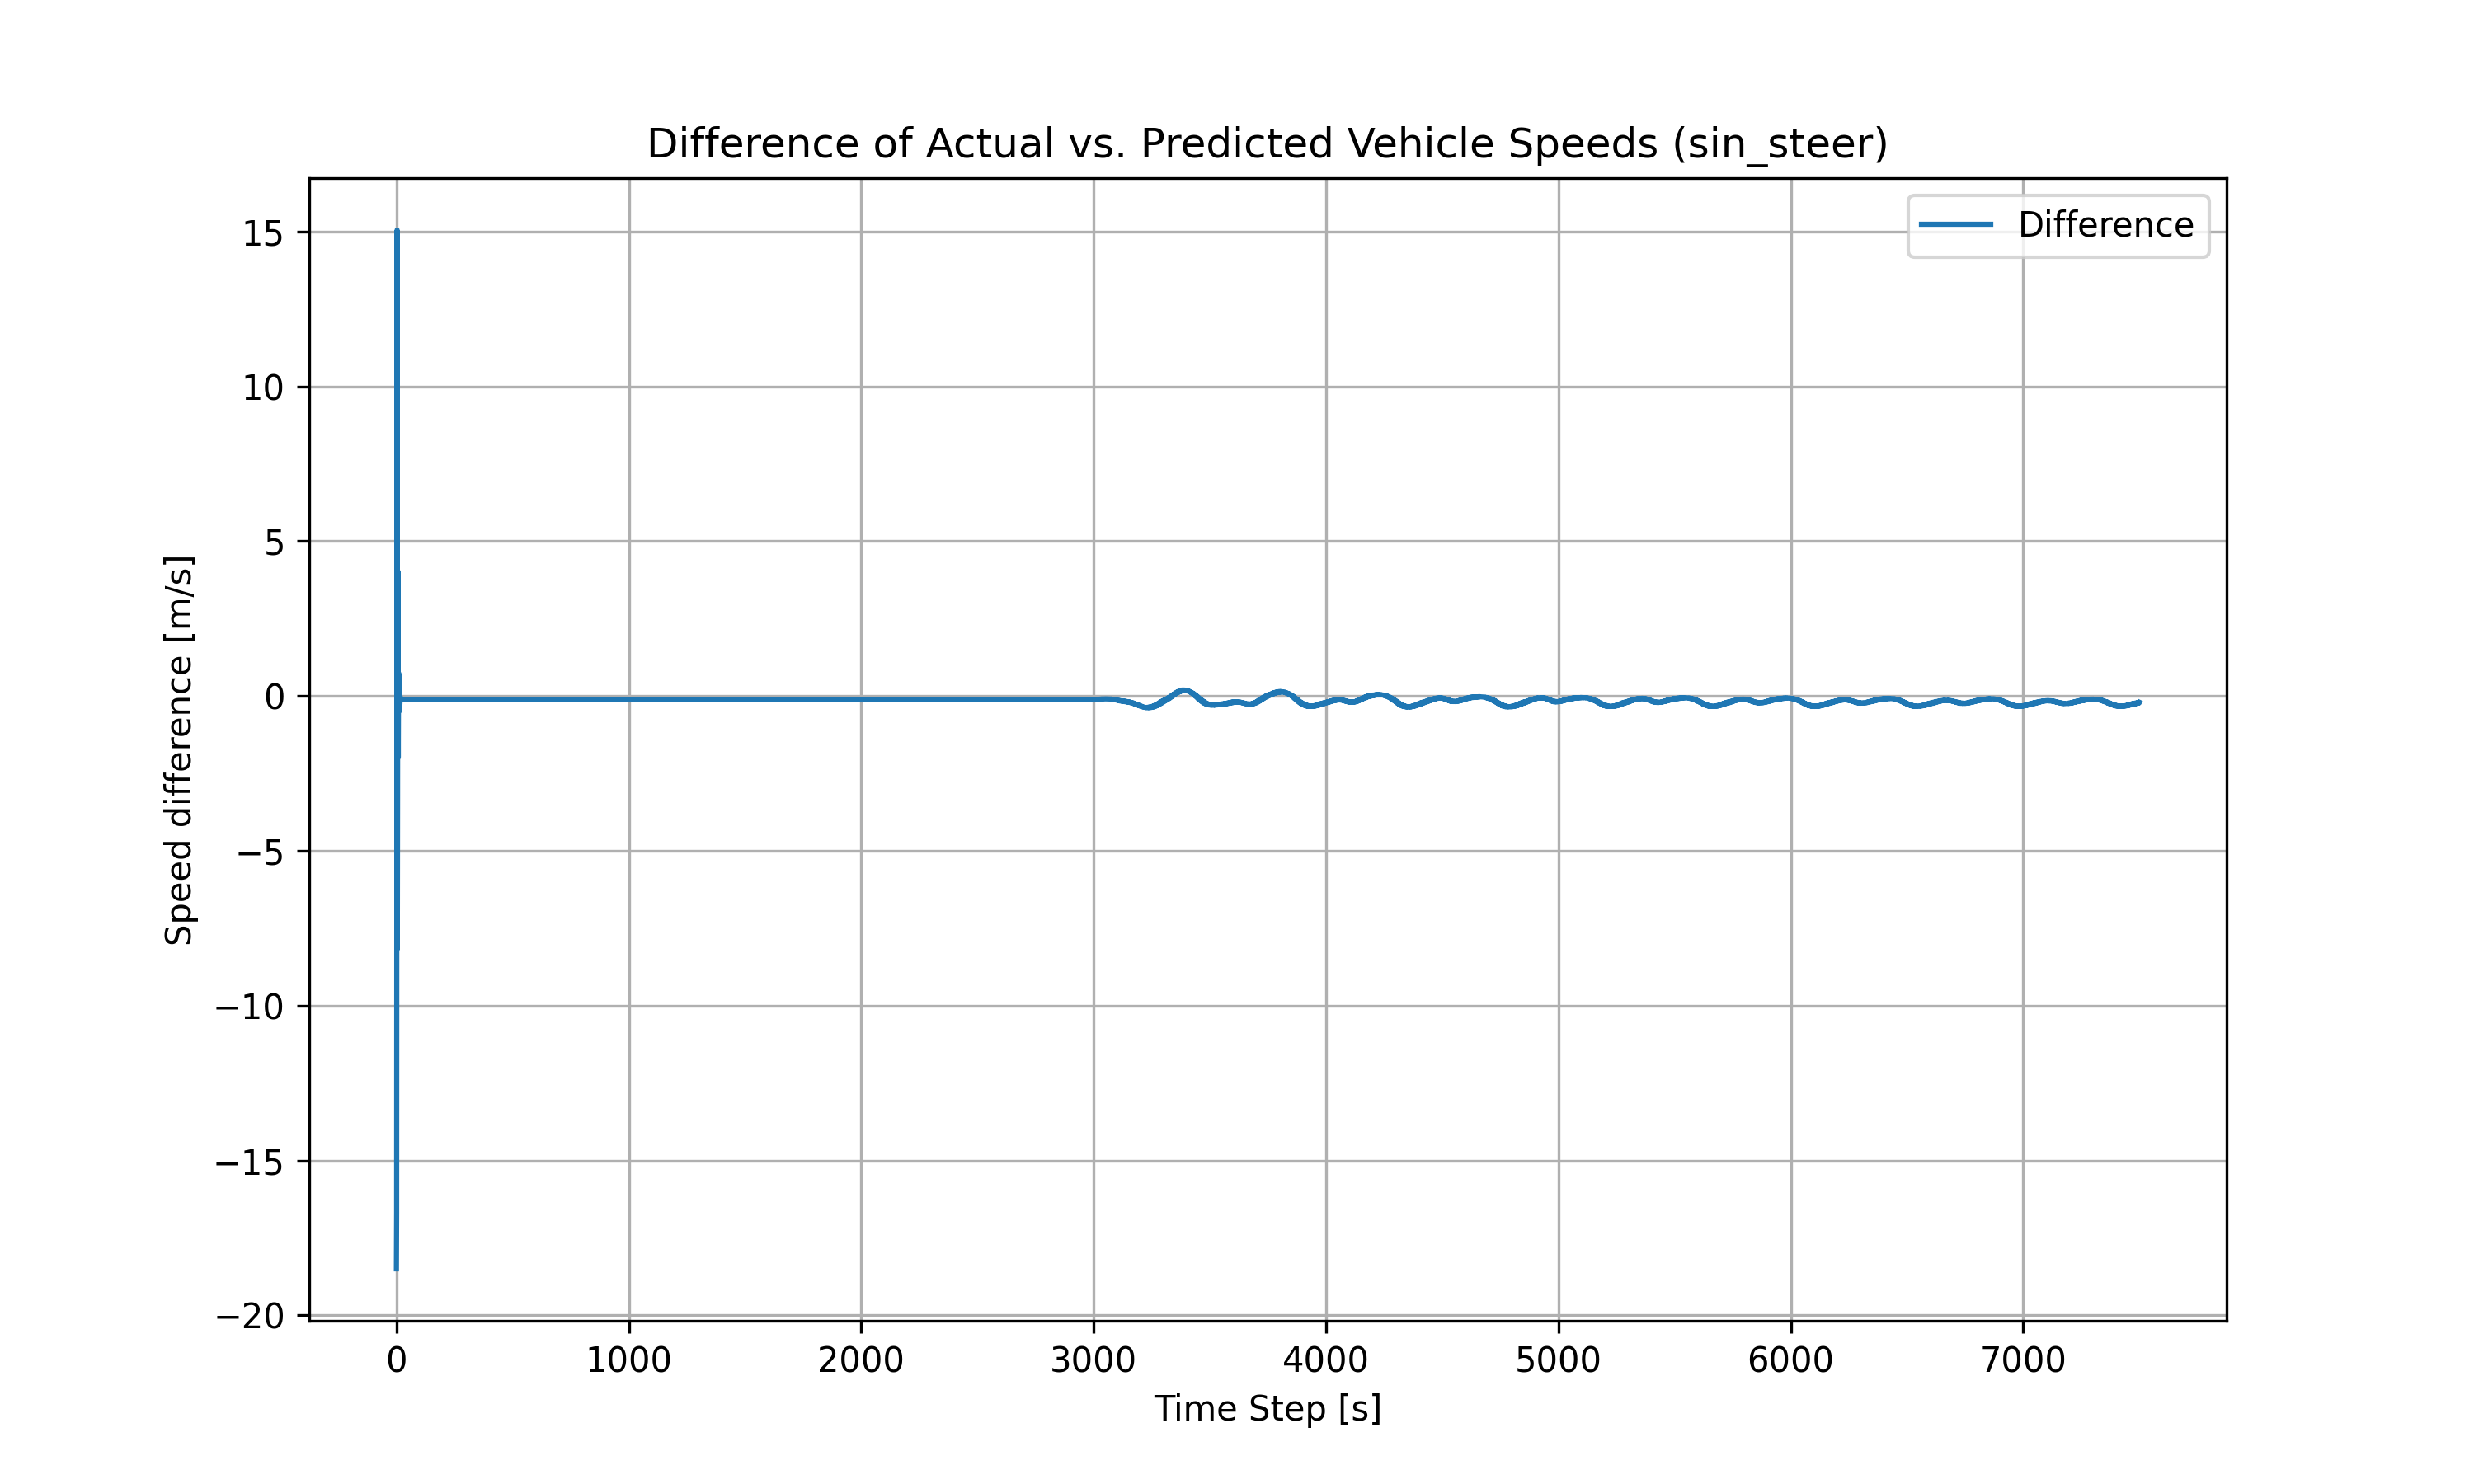 Difference of Actual vs. Predicted Vehicle Speeds (sin_steer)
Difference
15
10
5
0
−5
−10
−15
−20
Speed difference [m/s]
0 1000 2000 3000 4000 5000 6000 7000
Time Step [s]